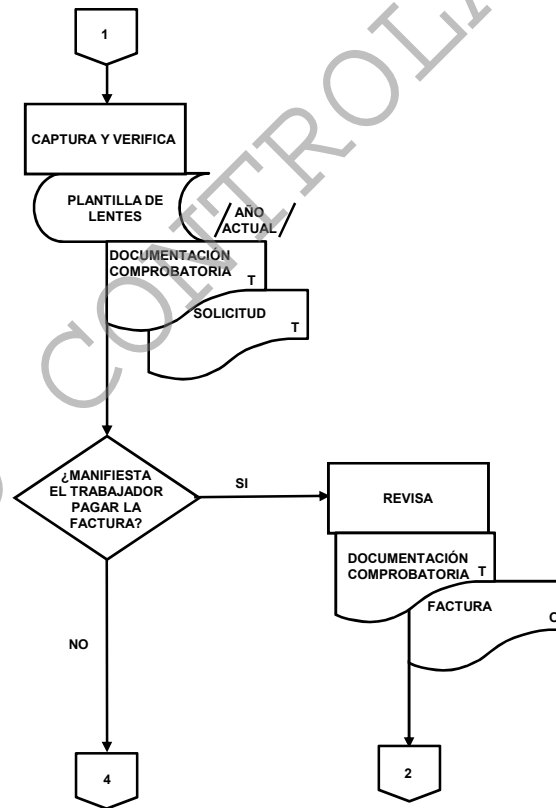 1
CAPTURA Y VERIFICA
PLANTILLA DE
LENTES
/ AÑO
ACTUAL /
DOCUMENTACIÓN
COMPROBATORIA
T
SOLICITUD
T
¿MANIFIESTA
EL TRABAJADOR
PAGAR LA
FACTURA?
SI
REVISA
DOCUMENTACIÓN
COMPROBATORIA T
FACTURA
NO
4
2